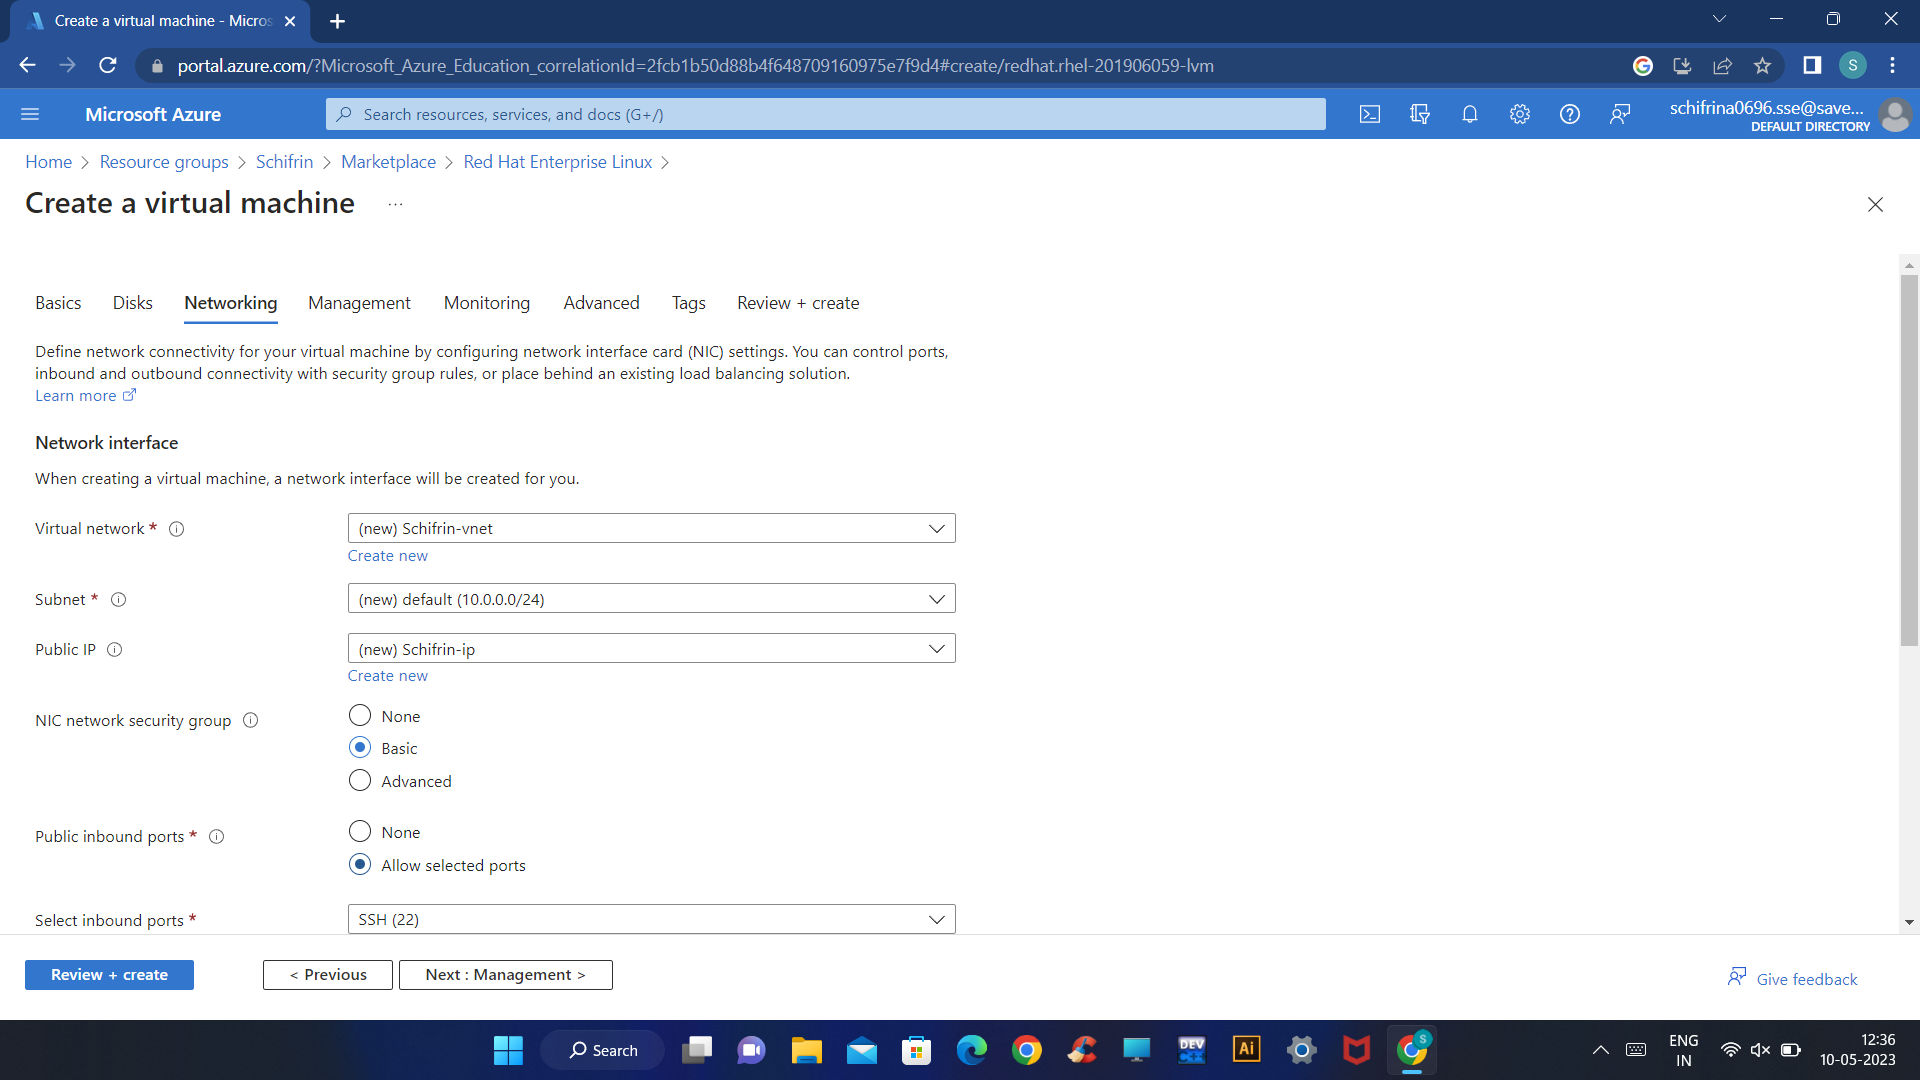 Create a virtual machine - Micros
portal.azure.com/?Microsoft_Azure_Education_correlationId=2fcb1b50d88b4f648709160975e7f9d4#create/redhat.rhel-201906059-lvm
S
Microsoft Azure
Search resources, services, and docs (G+/)
schifrina0696.sse@save...
DEFAULT DIRECTORY
Home > Resource groups > Schifrin > Marketplace > Red Hat Enterprise Linux >
Create a virtual machine ...
Basics Disks Networking Management Monitoring Advanced Tags Review + create
Define network connectivity for your virtual machine by configuring network interface card (NIC) settings. You can control ports,
inbound and outbound connectivity with security group rules, or place behind an existing load balancing solution.
Learn more
Network interface
When creating a virtual machine, a network interface will be created for you.
Virtual network * (new) Schifrin-vnet
Create new
Subnet * (new) default (10.0.0.0/24)
Public IP (new) Schifrin-ip
Create new
NIC network security group
None
Basic
Advanced
Public inbound ports *
None
Allow selected ports
Select inbound ports * SSH (22)
Review + create < Previous Next : Management > Give feedback
Search
DEV
C++
Ai
S
ENG
IN
12:36
10-05-2023